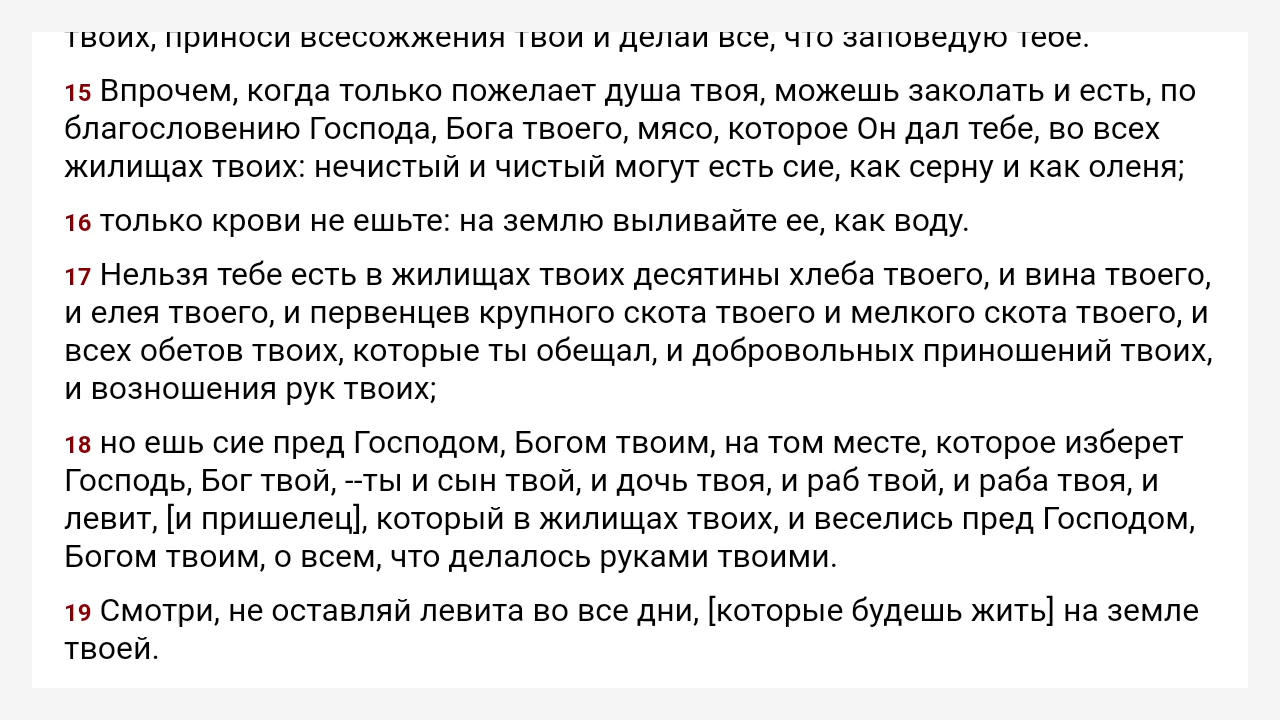 твоих, приноси всесожжения твои и делай все, что заповедую тебе.
15 Впрочем, когда только пожелает душа твоя, можешь заколать и есть, по
благословению Господа, Бога твоего, мясо, которое Он дал тебе, во всех
жилищах твоих: нечистый и чистый могут есть сие, как серну и как оленя;
16 только крови не ешьте: на землю выливайте ее, как воду.
17 Нельзя тебе есть в жилищах твоих десятины хлеба твоего, и вина твоего,
и елея твоего, и первенцев крупного скота твоего и мелкого скота твоего, и
всех обетов твоих, которые ты обещал, и добровольных приношений твоих,
и возношения рук твоих;
18 но ешь сие пред Господом, Богом твоим, на том месте, которое изберет
Господь, Бог твой, --ты и сын твой, и дочь твоя, и раб твой, и раба твоя, и
левит, [и пришелец], который в жилищах твоих, и веселись пред Господом,
Богом твоим, о всем, что делалось руками твоими.
19 Смотри, не оставляй левита во все дни, [которые будешь жить] на земле
твоей.